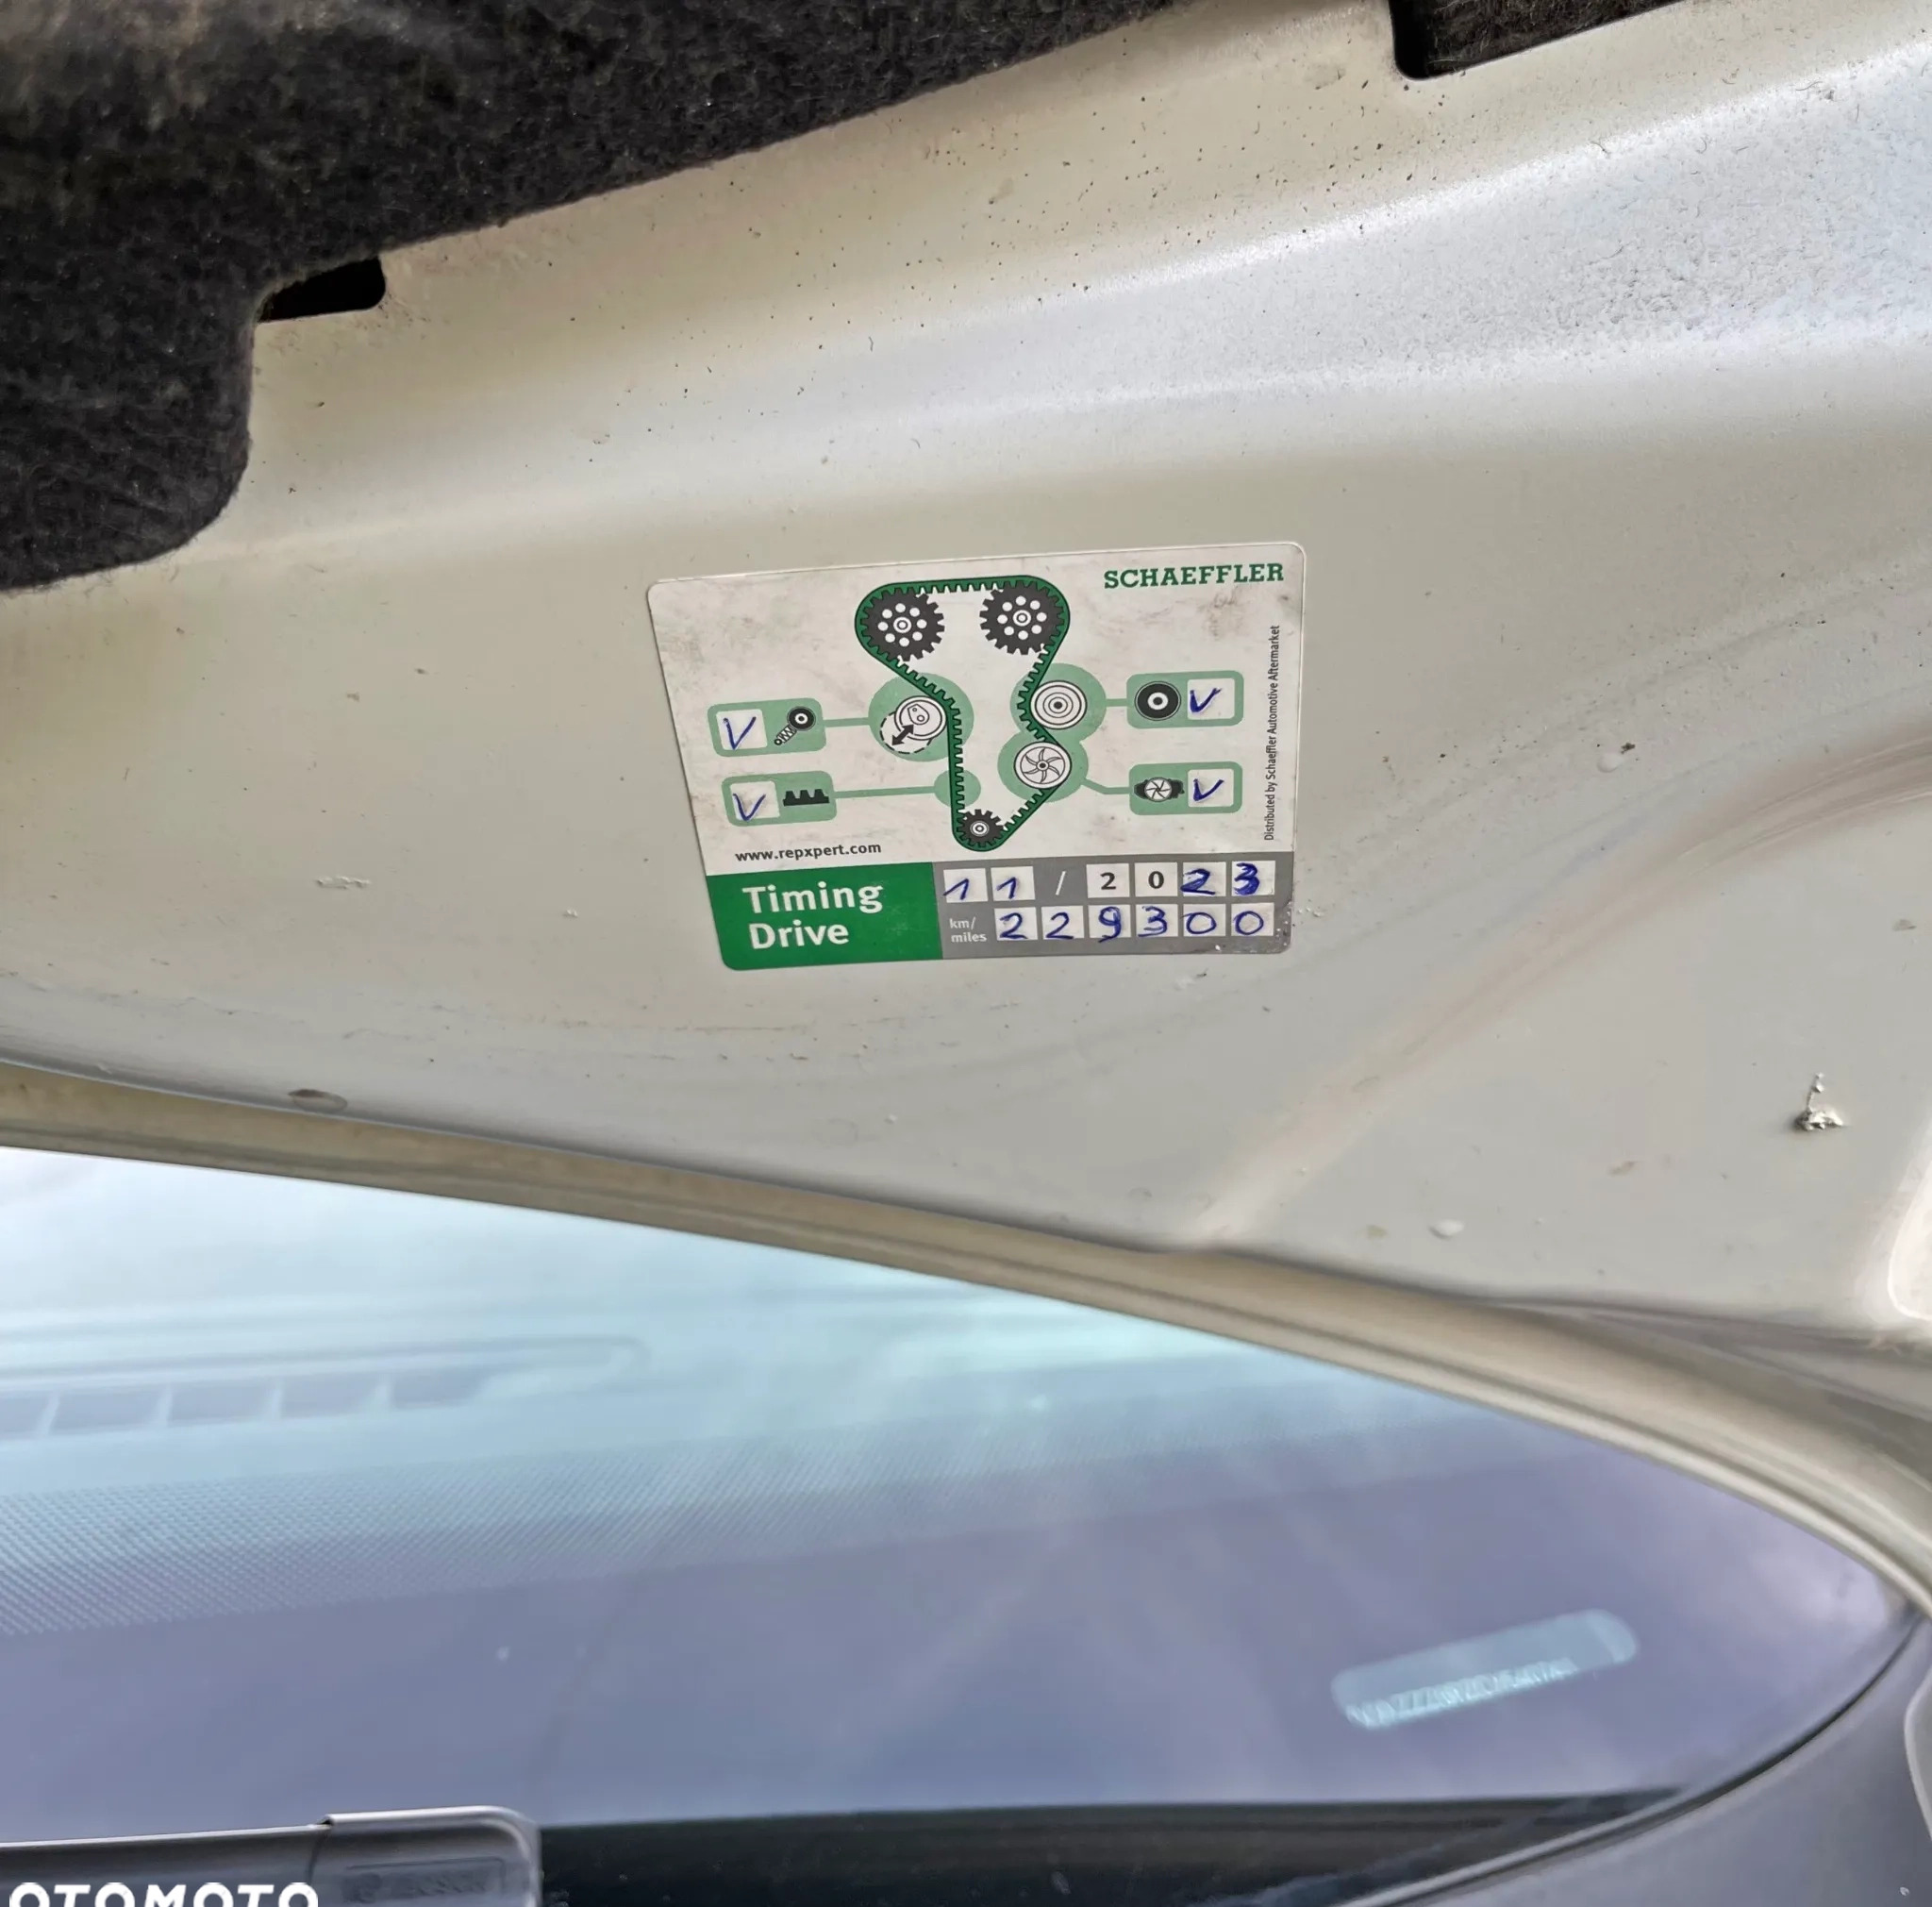 SCHAEFFLER
V
V
V
V
Distributed by Schaeffler Automotive Aftermarket
www.repxpert.com
Timing
Drive
11 / 2023
km/
miles
229300
OTOMOTO